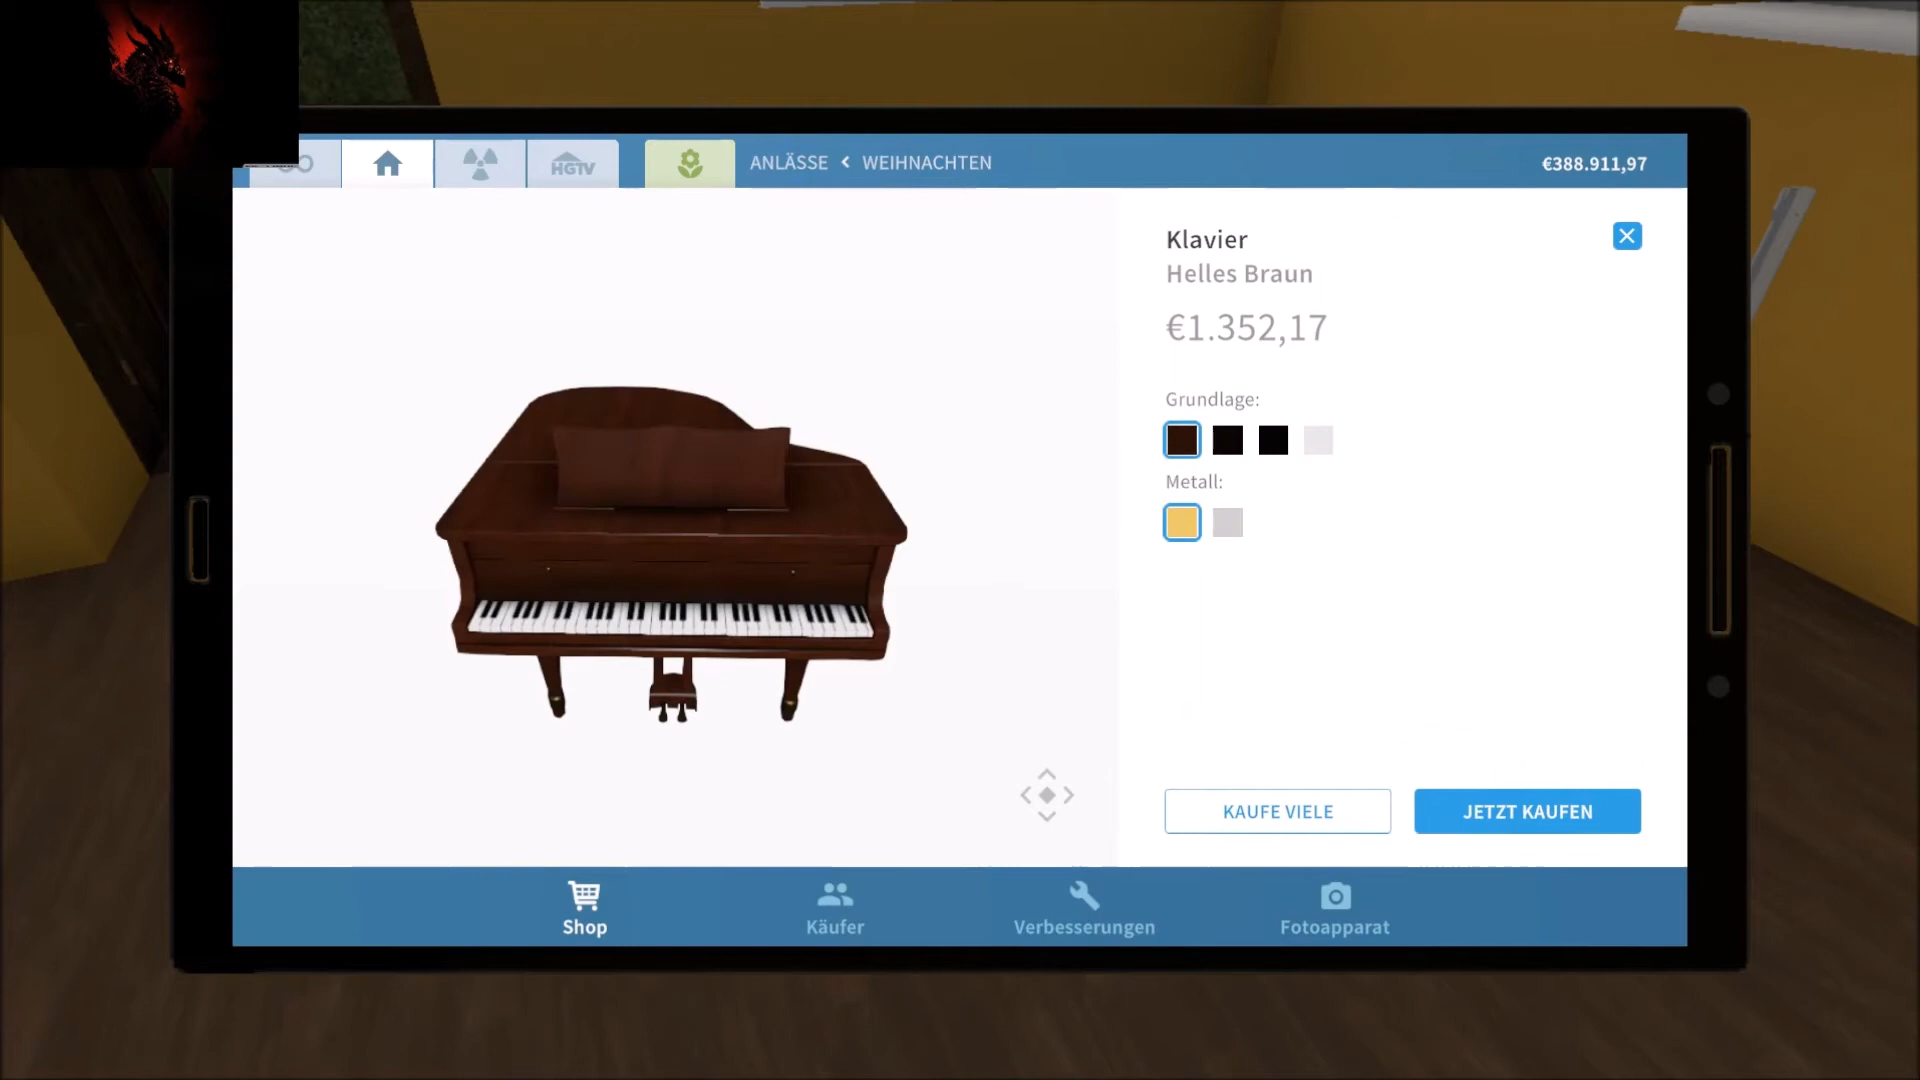 HGTV
ANLÄSSE < WEIHNACHTEN
€388.911,97
Klavier
Helles Braun
€1.352,17
Grundlage:
Metall:
KAUFE VIELE
JETZT KAUFEN
Shop
Käufer
Verbesserungen
Fotoapparat